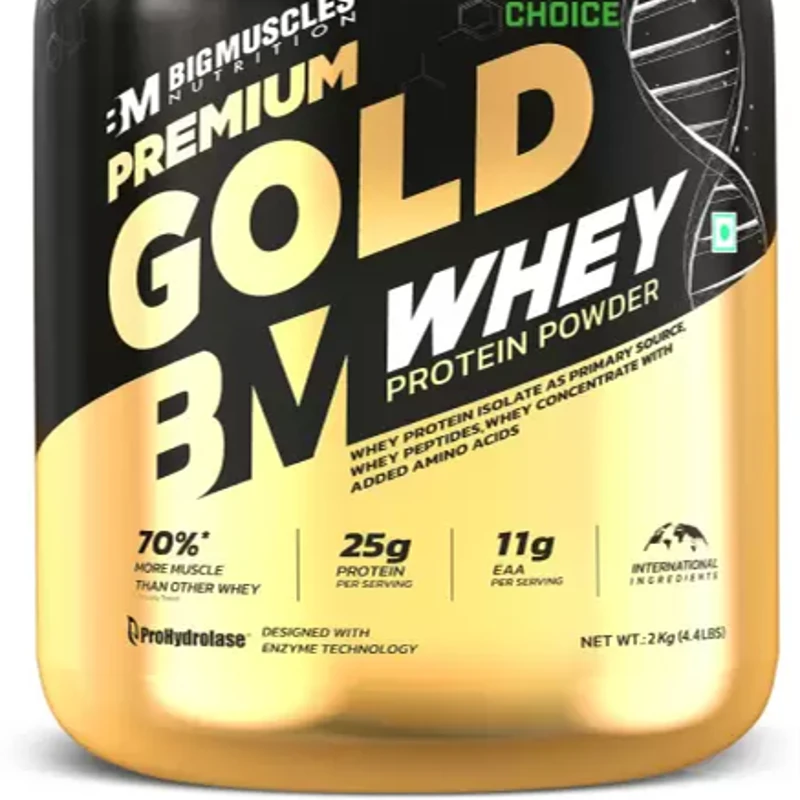 CHOICE
BM BIGMUSCLES
NUTRITION
PREMIUM
GOLD
WHEY
PROTEIN POWDER
BM
WHEY PROTEIN ISOLATE AS PRIMARY SOURCE,
WHEY PEPTIDES, WHEY CONCENTRATE WITH
ADDED AMINO ACIDS
70%*
MORE MUSCLE
THAN OTHER WHEY
25g
PROTEIN
PER SERVING
11g
EAA
PER SERVING
INTERNATIONAL
INGREDIENTS
ProHydrolase
DESIGNED WITH
ENZYME TECHNOLOGY
NET WT.: 2Kg (4.4LBS)